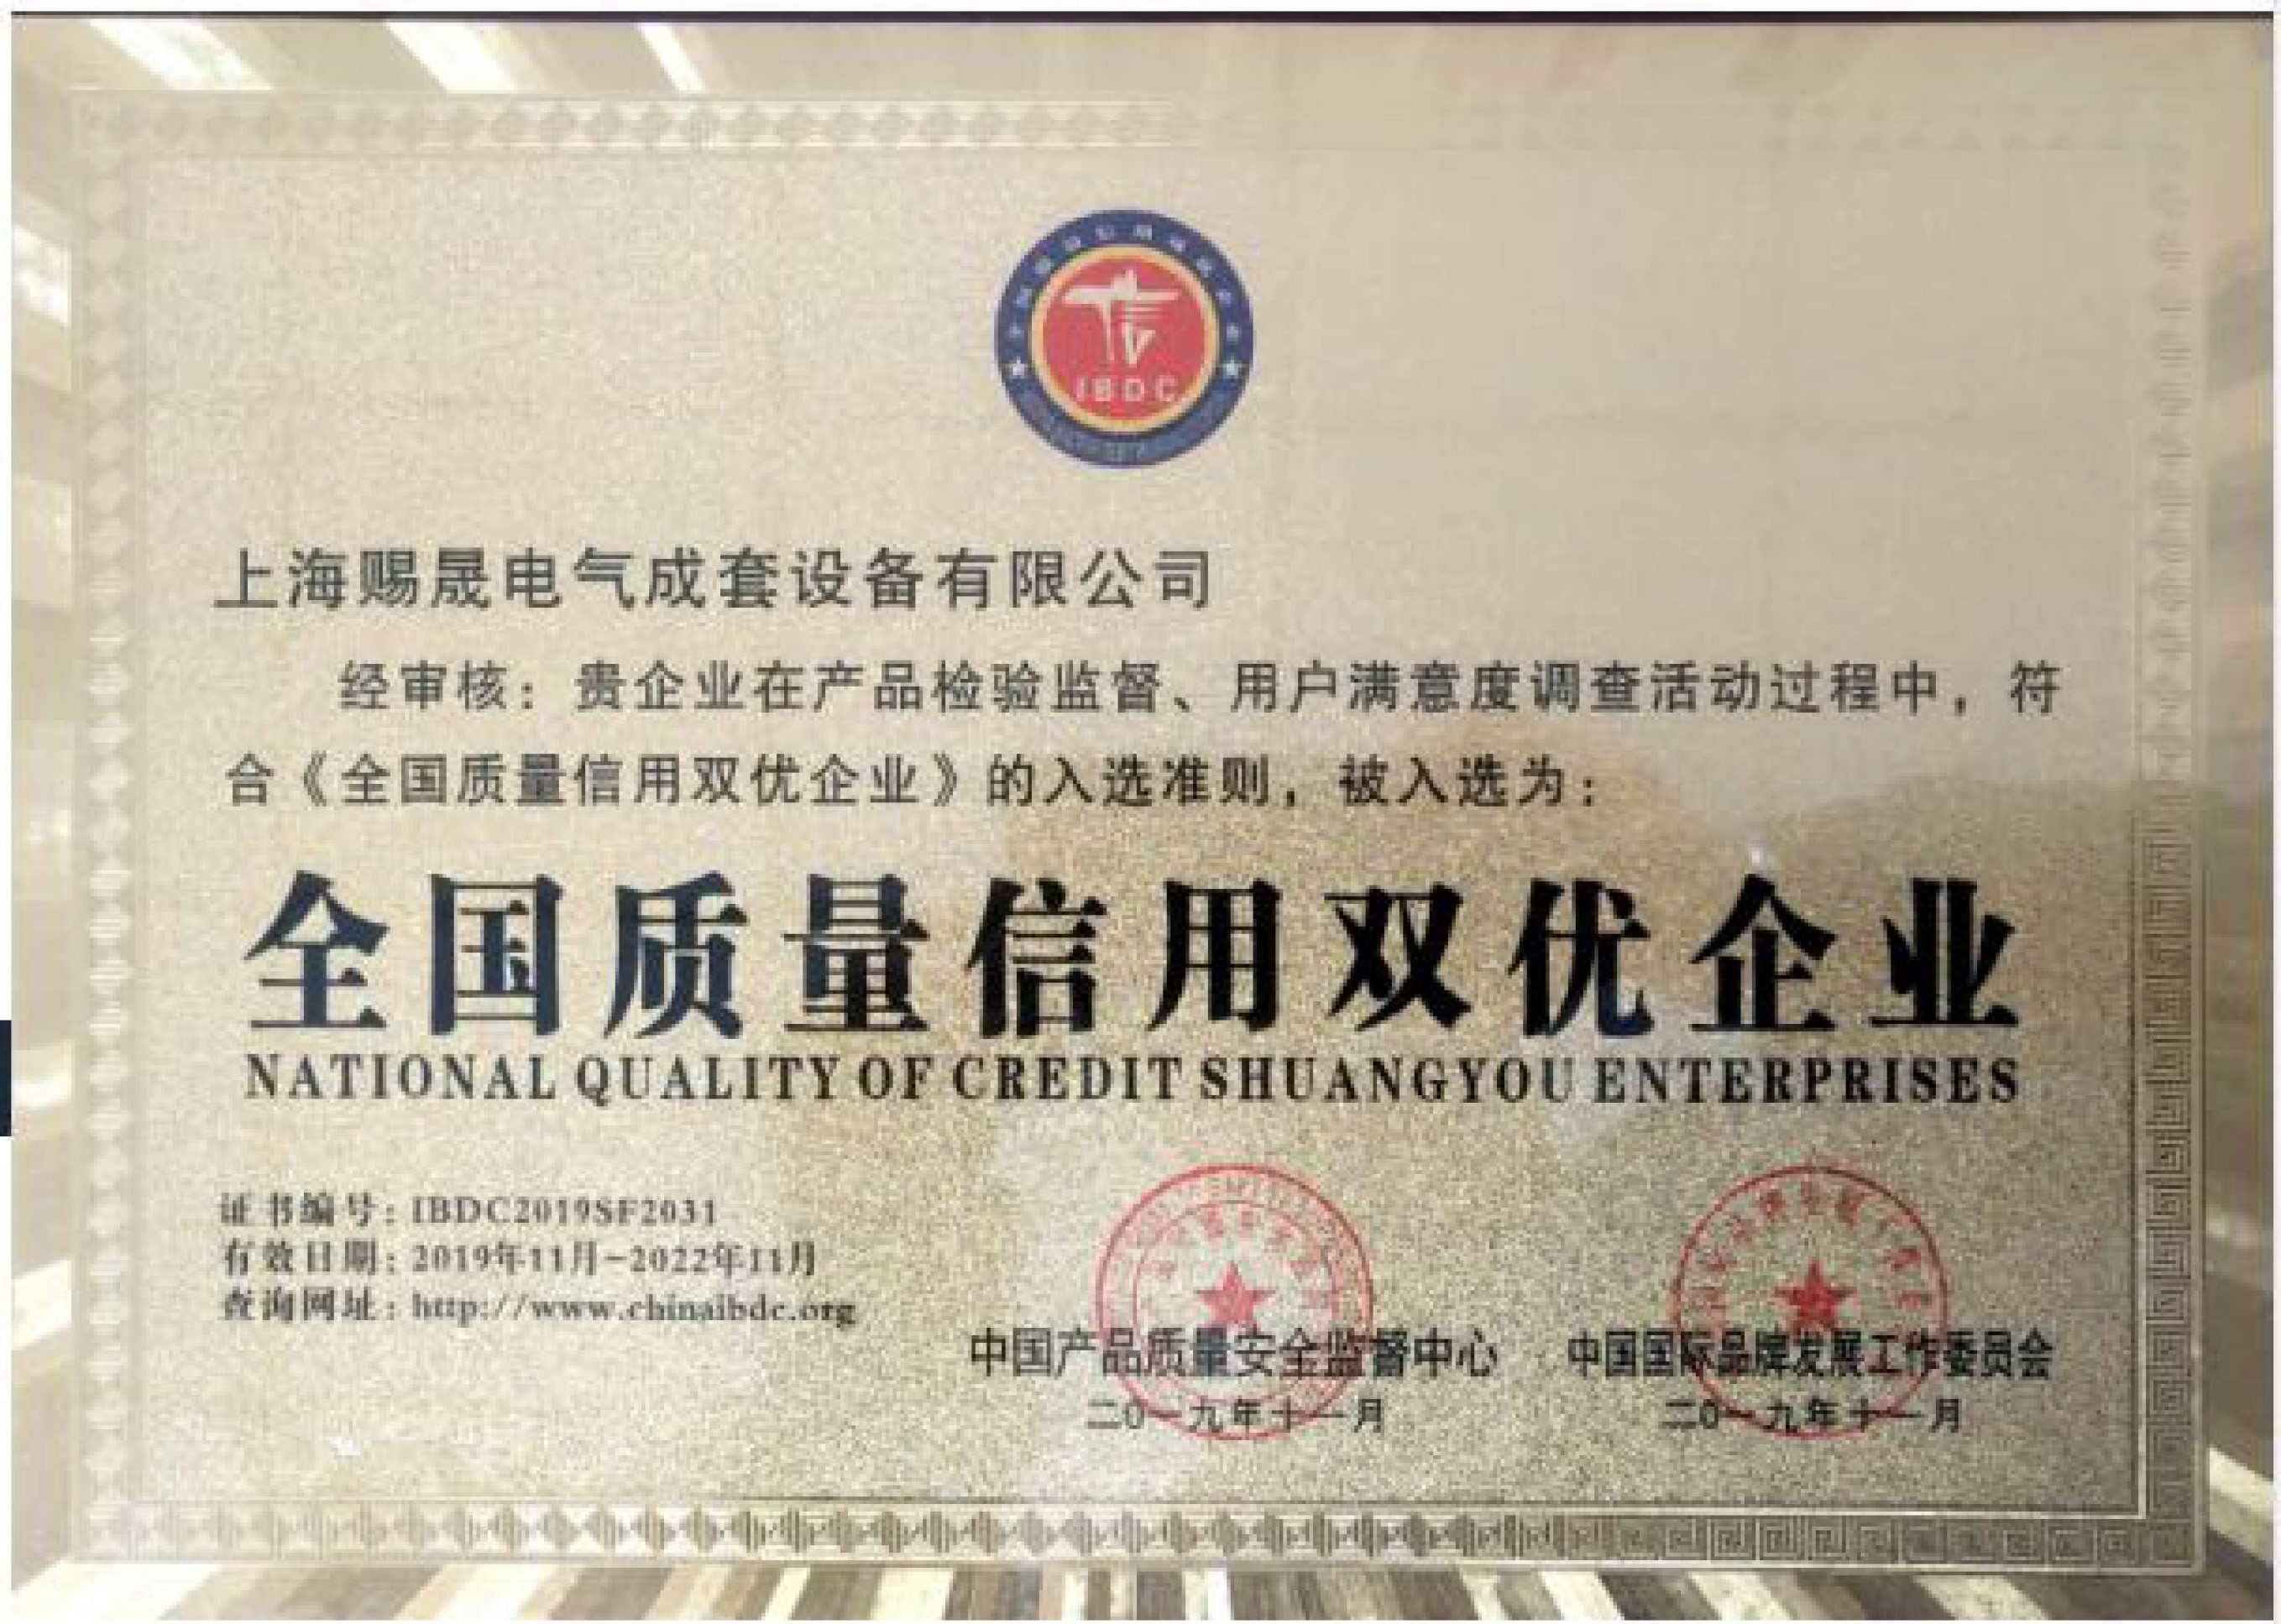 IBDC
上海赐晟电气成套设备有限公司
经审核：贵企业在产品检验监督、用户满意度调查活动过程中，符
合《全国质量信用双优企业》的入选准则，被入选为：
全国质量信用双优企业
NATIONAL QUALITY OF CREDIT SHUANGYOU ENTERPRISES
证书编号：IBDC2019SF2031
有效日期：2019年11月-2022年11月
查询网址：http://www.chinaibdc.org
中国产品质量安全监督中心 中国国际品牌发展工作委员会
二0一九年十一月 二0一九年十一月